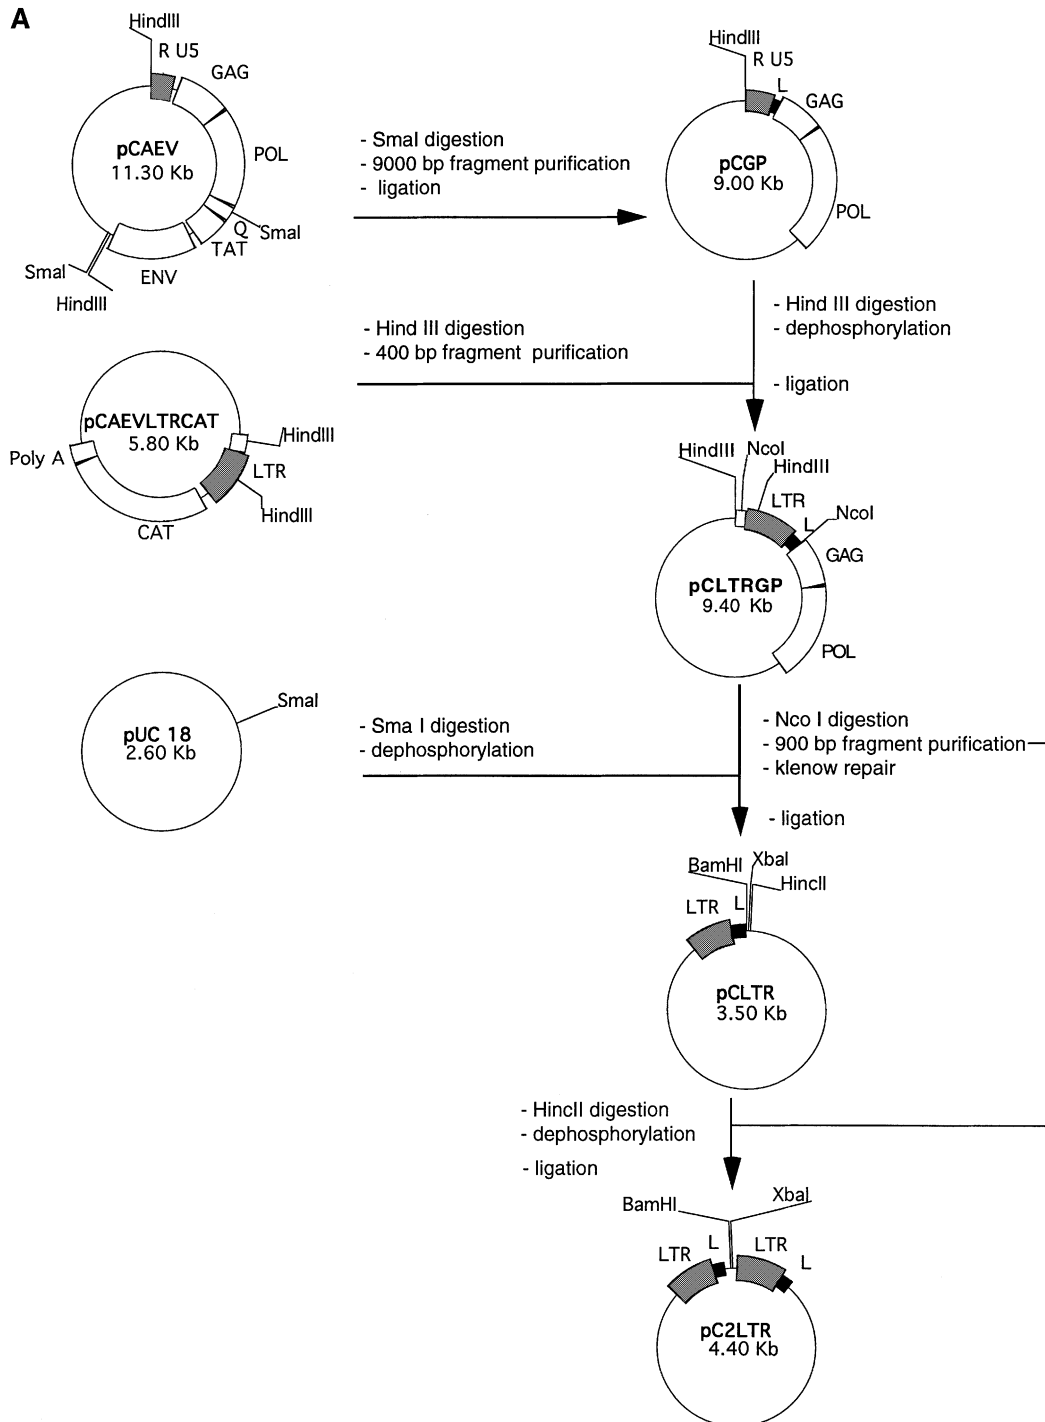 A
HindIII
R U5
GAG
pCAEV
11.30 Kb
POL
Q
SmaI
TAT
ENV
SmaI
HindIII
- SmaI digestion
- 9000 bp fragment purification
- ligation
HindIII
R U5
L
GAG
pCGP
9.00 Kb
POL
- Hind III digestion
- dephosphorylation
- Hind III digestion
- 400 bp fragment purification
- ligation
pCAEVLTRCAT
5.80 Kb
HindIII
Poly A
LTR
HindIII
CAT
HindIII
NcoI
HindIII
LTR
L
NcoI
GAG
pCLTRGP
9.40 Kb
POL
SmaI
pUC 18
2.60 Kb
- Sma I digestion
- dephosphorylation
- Nco I digestion
- 900 bp fragment purification
- klenow repair
- ligation
BamHI
XbaI
HincII
LTR
L
pCLTR
3.50 Kb
- HincII digestion
- dephosphorylation
- ligation
BamHI
XbaI
LTR
L
LTR
L
pC2LTR
4.40 Kb